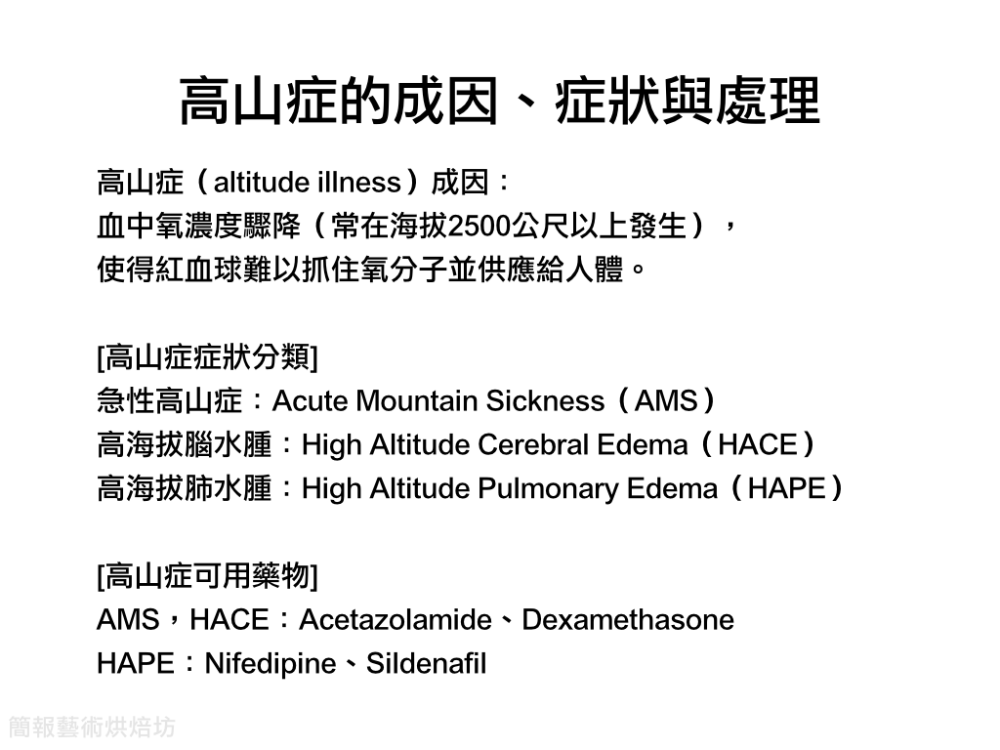 高山症的成因、症狀與處理
高山症（altitude illness）成因：
血中氧濃度驟降（常在海拔2500公尺以上發生），
使得紅血球難以抓住氧分子並供應給人體。
[高山症症狀分類]
急性高山症：Acute Mountain Sickness（AMS）
高海拔腦水腫：High Altitude Cerebral Edema（HACE）
高海拔肺水腫：High Altitude Pulmonary Edema（HAPE）
[高山症可用藥物]
AMS，HACE：Acetazolamide、Dexamethasone
HAPE：Nifedipine、Sildenafil
簡報藝術烘焙坊